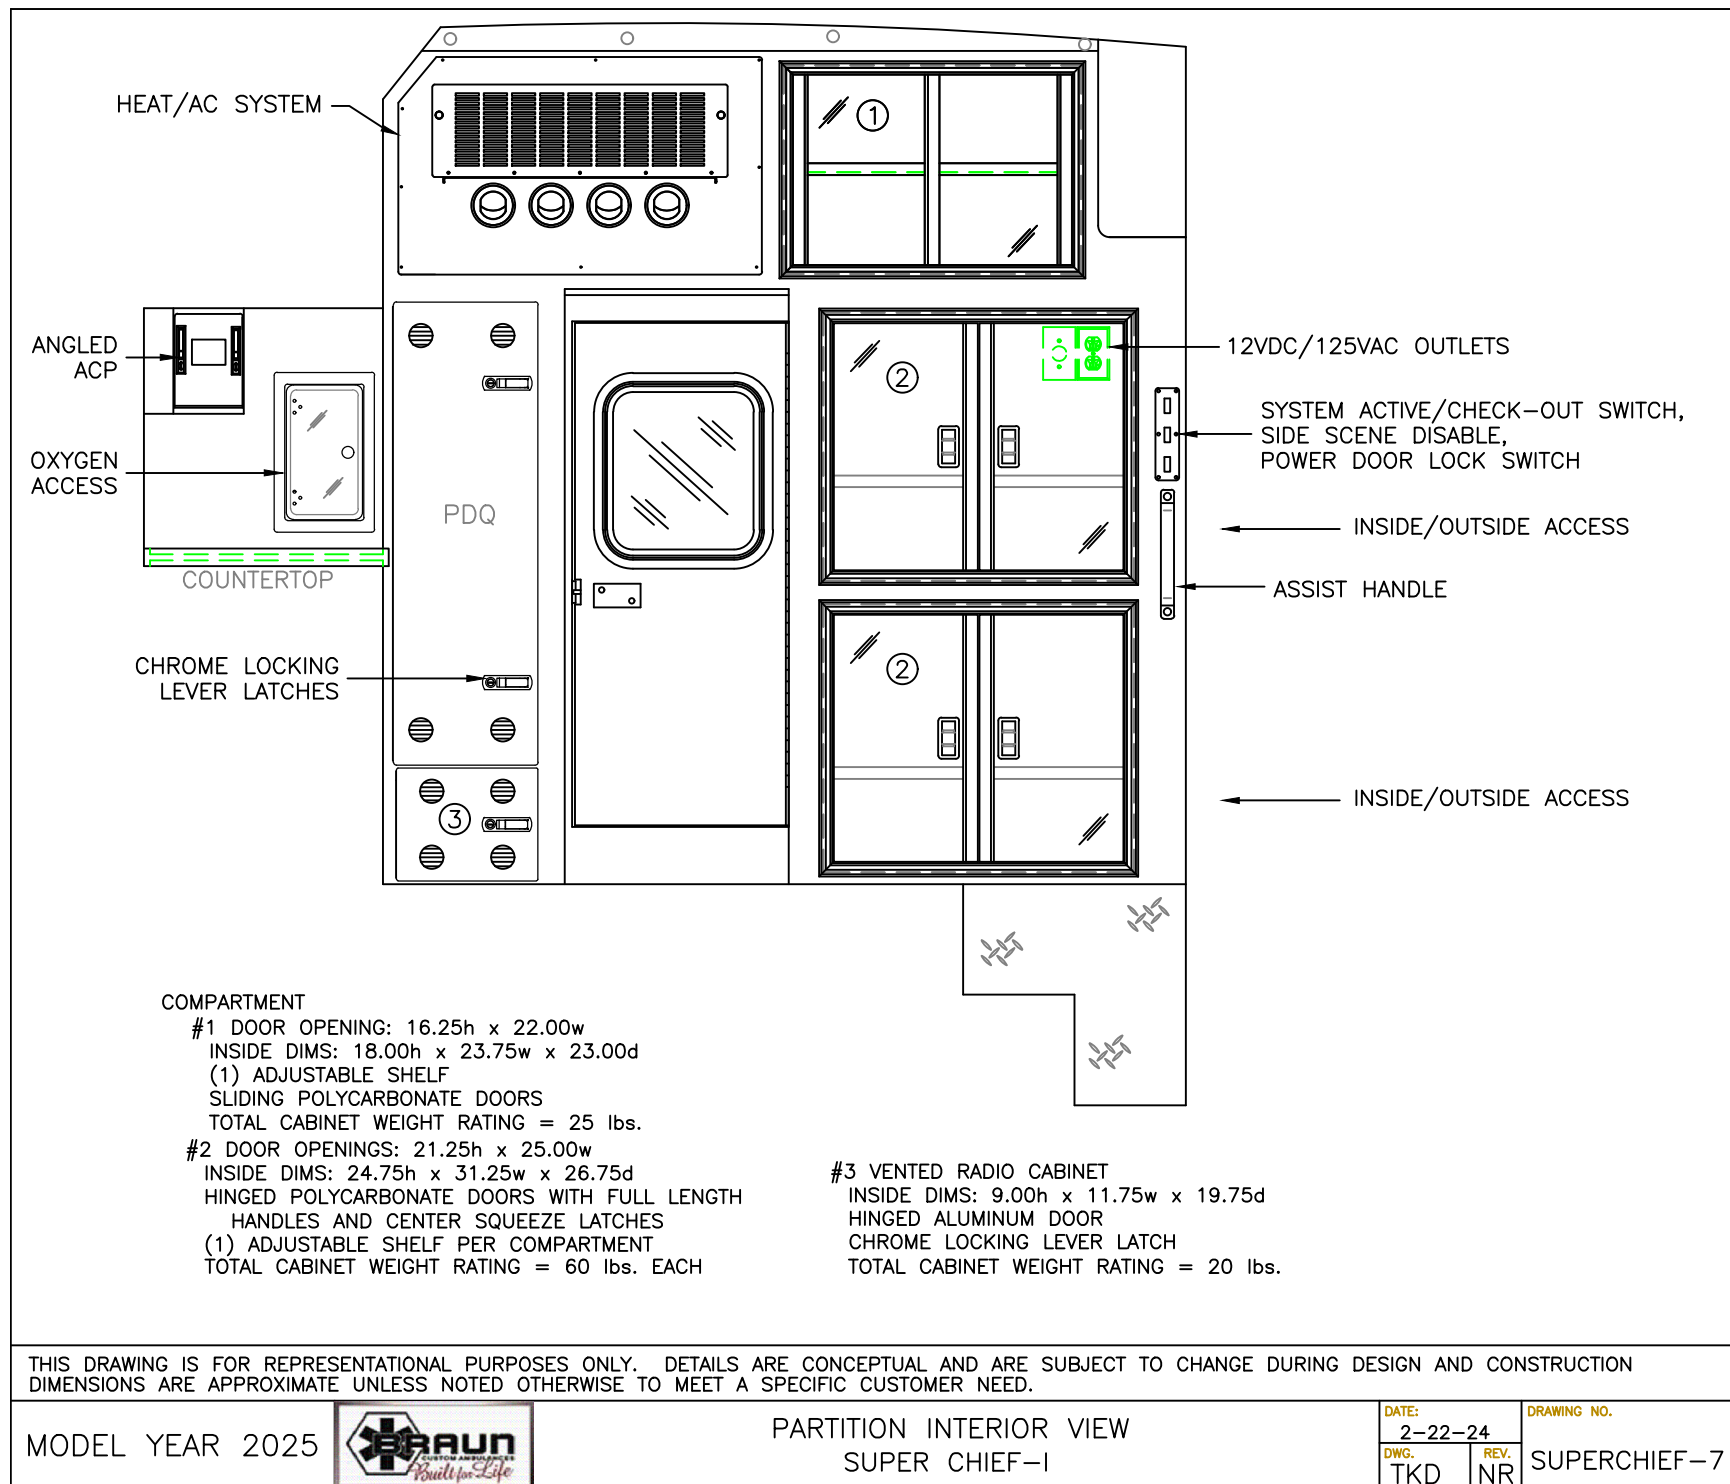 HEAT/AC SYSTEM
1
ANGLED
ACP
12VDC/125VAC OUTLETS
2
SYSTEM ACTIVE/CHECK-OUT SWITCH,
SIDE SCENE DISABLE,
POWER DOOR LOCK SWITCH
OXYGEN
ACCESS
PDQ
INSIDE/OUTSIDE ACCESS
COUNTERTOP
ASSIST HANDLE
CHROME LOCKING
LEVER LATCHES
2
INSIDE/OUTSIDE ACCESS
3
COMPARTMENT
#1 DOOR OPENING: 16.25h x 22.00w
INSIDE DIMS: 18.00h x 23.75w x 23.00d
(1) ADJUSTABLE SHELF
SLIDING POLYCARBONATE DOORS
TOTAL CABINET WEIGHT RATING = 25 lbs.
#2 DOOR OPENINGS: 21.25h x 25.00w
INSIDE DIMS: 24.75h x 31.25w x 26.75d
HINGED POLYCARBONATE DOORS WITH FULL LENGTH
HANDLES AND CENTER SQUEEZE LATCHES
(1) ADJUSTABLE SHELF PER COMPARTMENT
TOTAL CABINET WEIGHT RATING = 60 lbs. EACH
#3 VENTED RADIO CABINET
INSIDE DIMS: 9.00h x 11.75w x 19.75d
HINGED ALUMINUM DOOR
CHROME LOCKING LEVER LATCH
TOTAL CABINET WEIGHT RATING = 20 lbs.
THIS DRAWING IS FOR REPRESENTATIONAL PURPOSES ONLY. DETAILS ARE CONCEPTUAL AND ARE SUBJECT TO CHANGE DURING DESIGN AND CONSTRUCTION
DIMENSIONS ARE APPROXIMATE UNLESS NOTED OTHERWISE TO MEET A SPECIFIC CUSTOMER NEED.
MODEL YEAR 2025
BRAUN
CUSTOM AMBULANCES
Built for Life
PARTITION INTERIOR VIEW
SUPER CHIEF-I
DATE:
2-22-24
DWG.
TKD
REV.
NR
DRAWING NO.
SUPERCHIEF-7